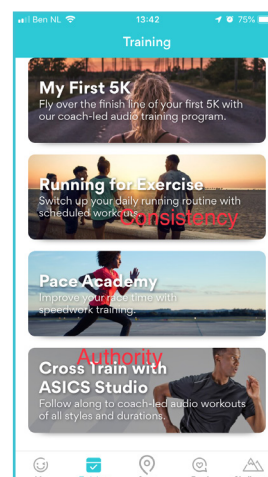 Ben NL 13:42 75%
Training
My First 5K
Fly over the finish line of your first 5K with
our coach-led audio training program.
Running for Exercise
Switch up your daily running routine with
scheduled workouts.
Consistency
Pace Academy
Improve your race time with
speedwork training.
Authority
Cross Train with
ASICS Studio
Follow along to coach-led audio workouts
of all styles and durations.